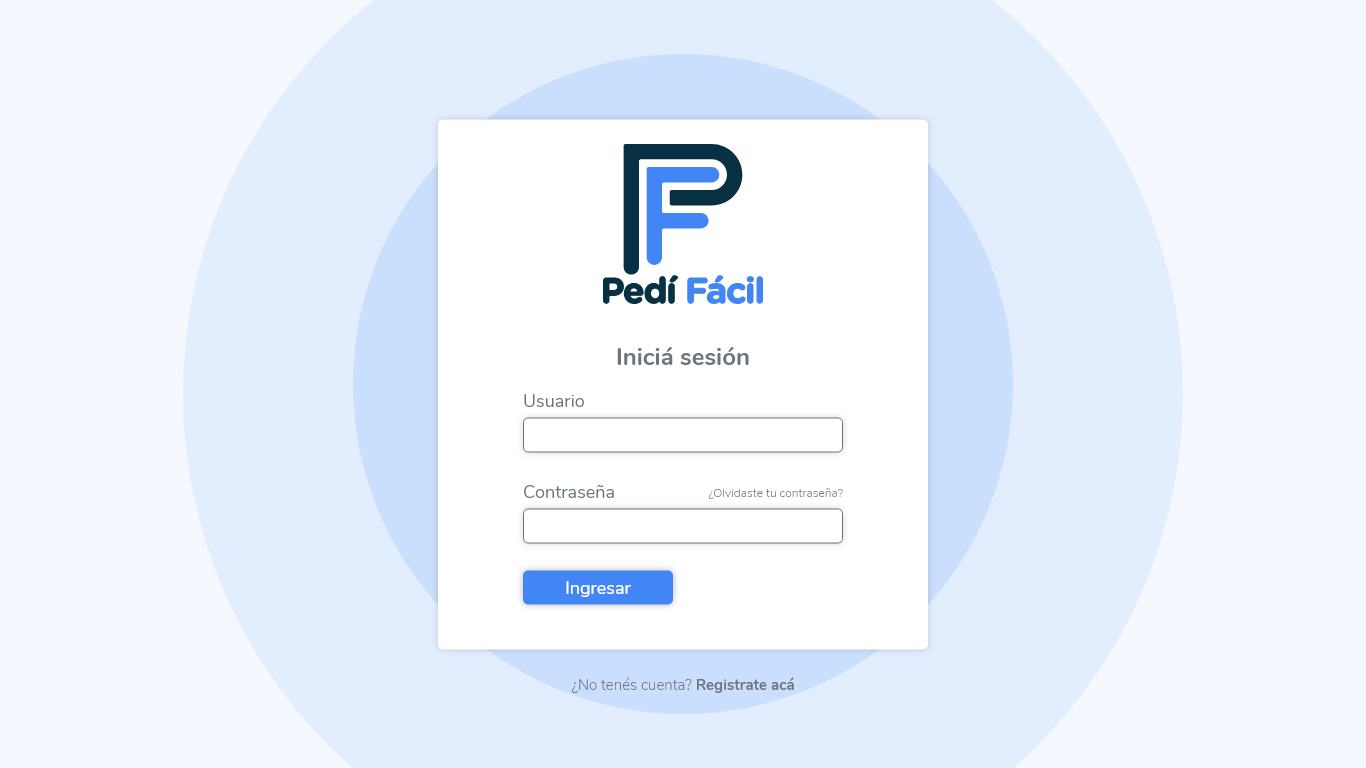 Pedí Fácil
Iniciá sesión
Usuario
Contraseña ¿Olvidaste tu contraseña?
Ingresar
¿No tenés cuenta? Registrate acá